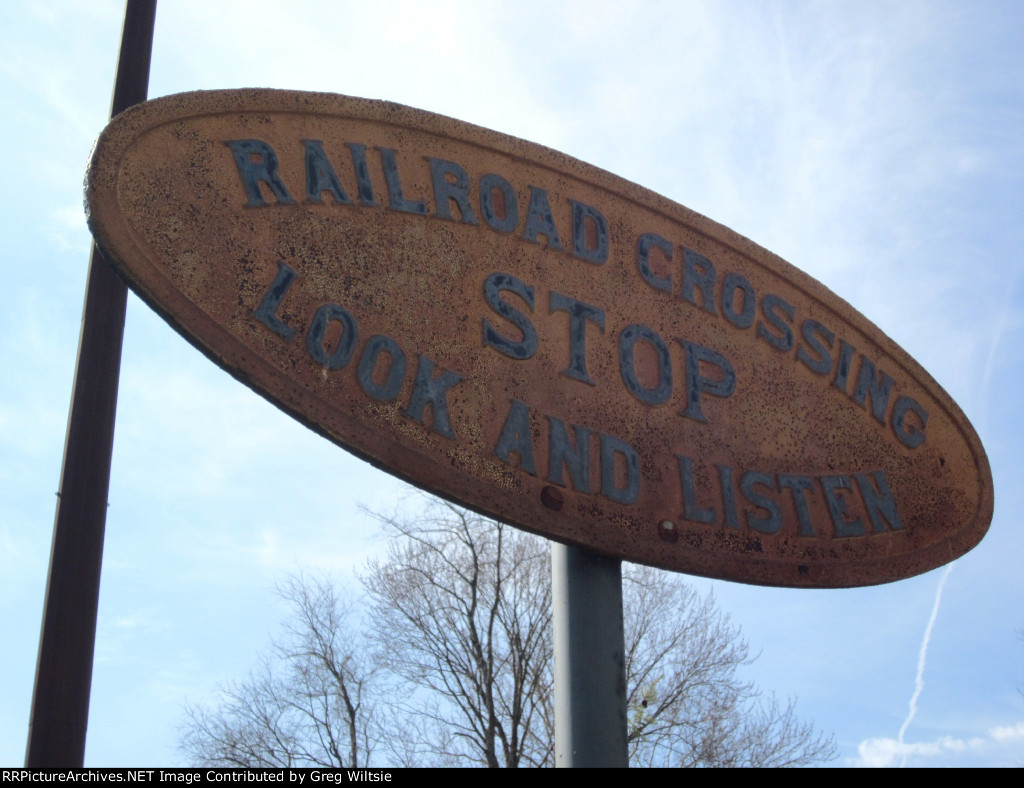 RAILROAD CROSSING
STOP
LOOK AND LISTEN
RRPictureArchives.NET Image Contributed by Greg Wiltsie